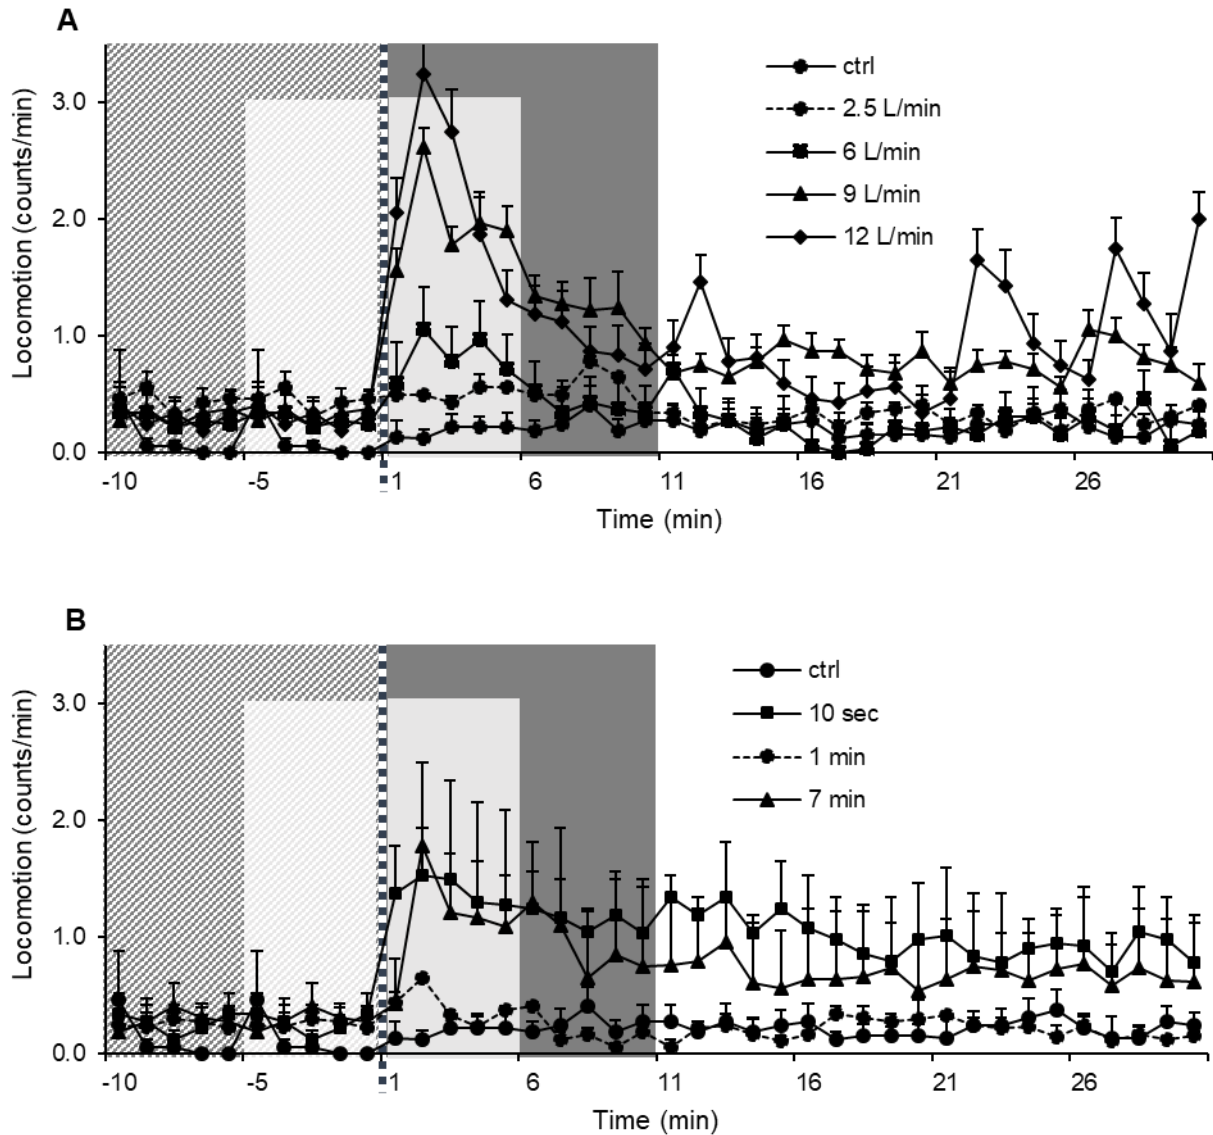 A
Locomotion (counts/min)
3.0
2.0
1.0
0.0
-10 -5 1 6 11 16 21 26
Time (min)
ctrl
2.5 L/min
6 L/min
9 L/min
12 L/min
B
Locomotion (counts/min)
3.0
2.0
1.0
0.0
-10 -5 1 6 11 16 21 26
Time (min)
ctrl
10 sec
1 min
7 min